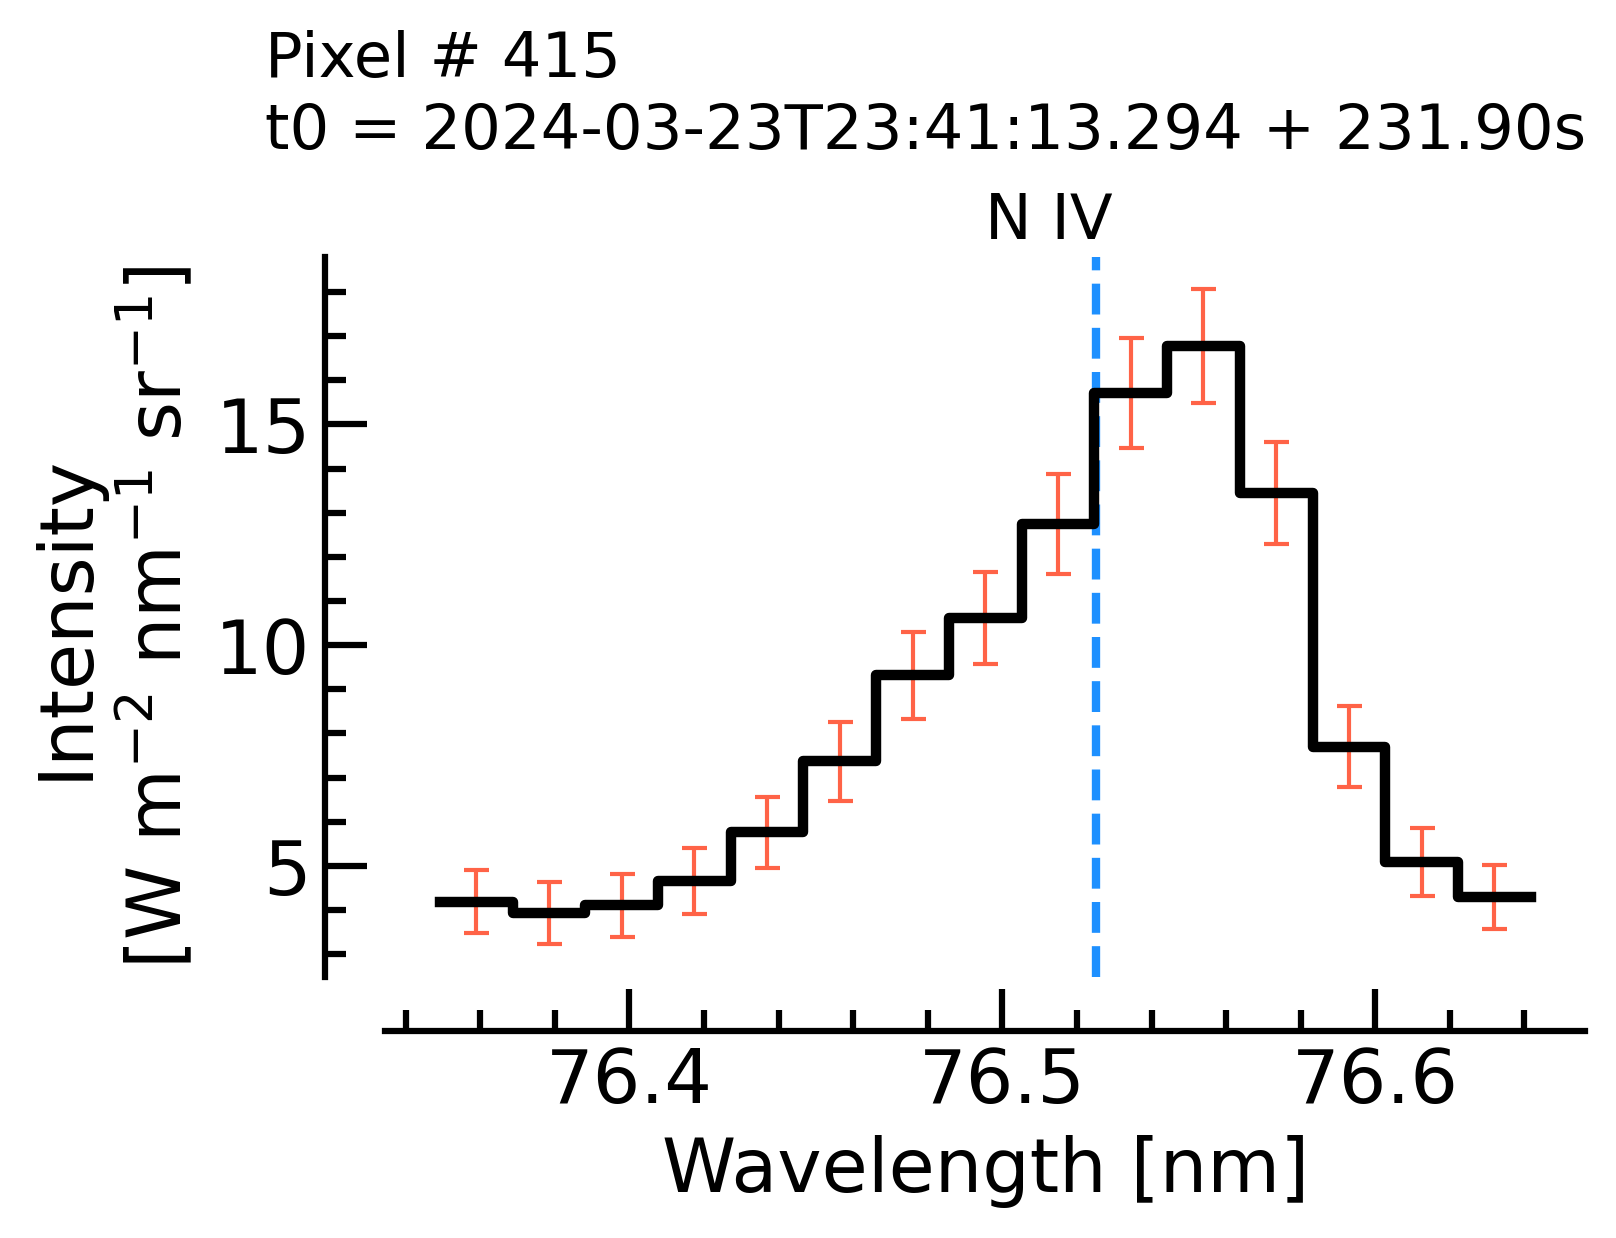 Pixel # 415
t0 = 2024-03-23T23:41:13.294 + 231.90s
N IV
Intensity
[W m⁻² nm⁻¹ sr⁻¹]
15
10
5
76.4 76.5 76.6
Wavelength [nm]